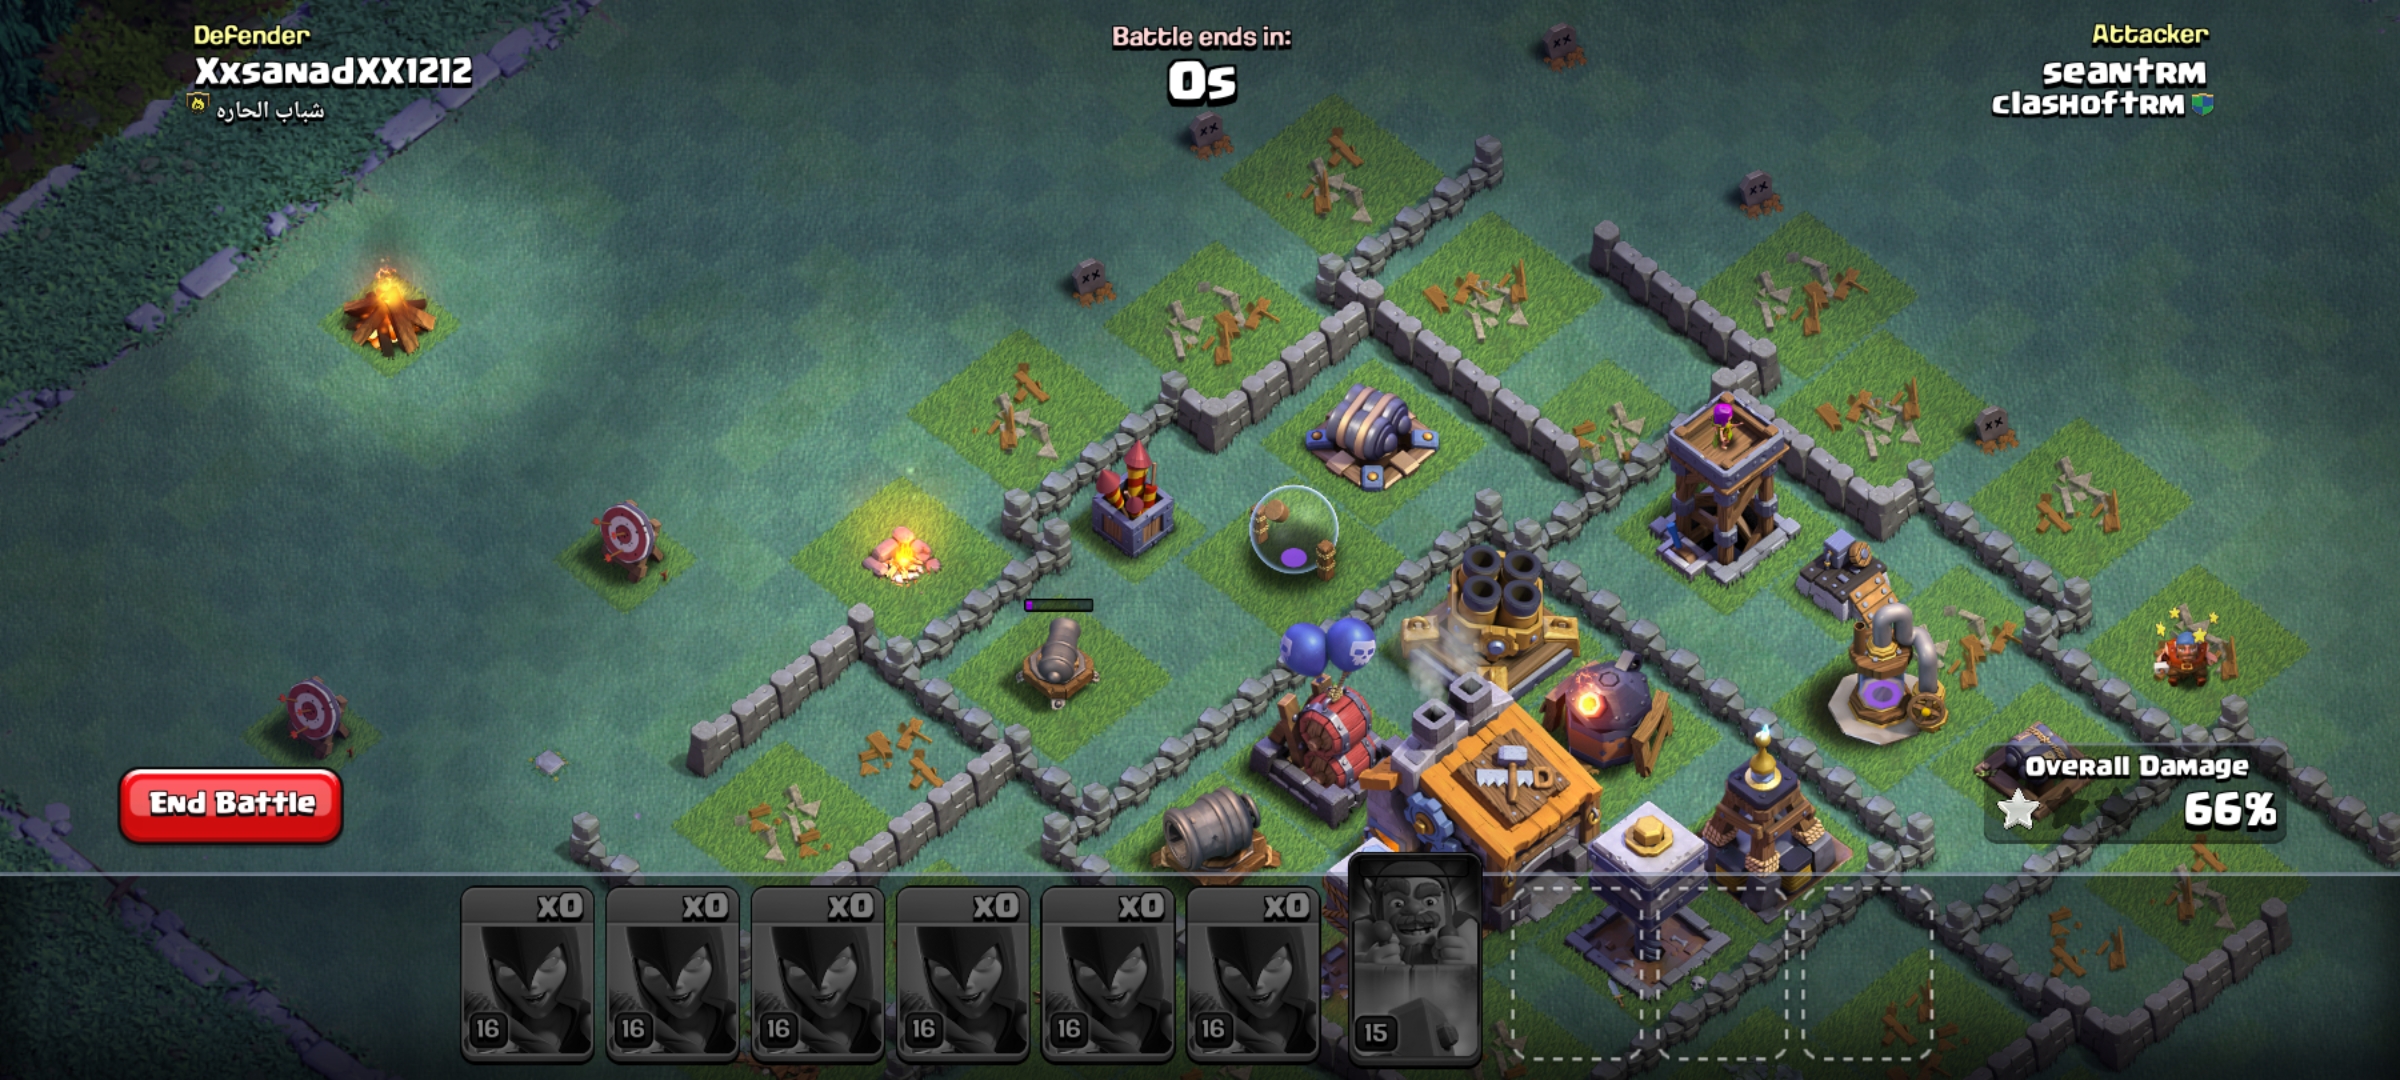 Defender
XxsanadXX1212
شباب الحاره
Battle ends in:
0s
Attacker
seantRM
clashoftRM
End Battle
Overall Damage
66%
x0
x0
x0
x0
x0
x0
16
16
16
16
16
16
15